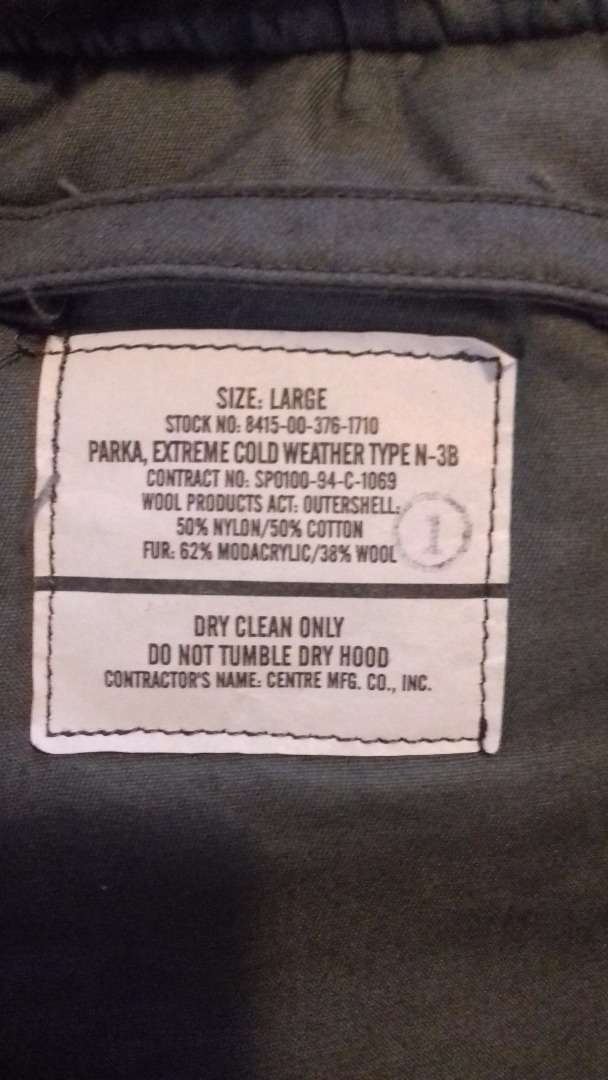 SIZE: LARGE
STOCK NO: 8415-00-376-1710
PARKA, EXTREME COLD WEATHER TYPE N-3B
CONTRACT NO: SP0100-94-C-1069
WOOL PRODUCTS ACT: OUTERSHELL:
50% NYLON/50% COTTON
FUR: 62% MODACRYLIC/38% WOOL
1
DRY CLEAN ONLY
DO NOT TUMBLE DRY HOOD
CONTRACTOR'S NAME: CENTRE MFG. CO., INC.